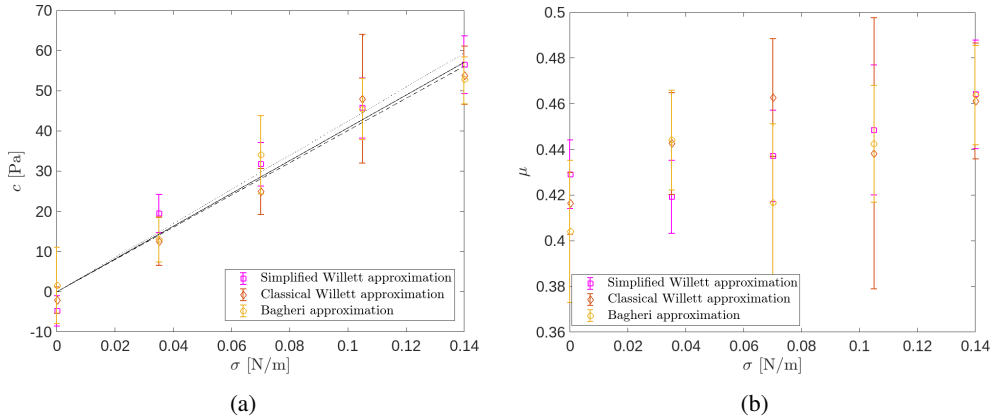 70
60
50
40
30
20
10
0
-10
c [Pa]
0 0.02 0.04 0.06 0.08 0.1 0.12 0.14
σ [N/m]
Simplified Willett approximation
Classical Willett approximation
Bagheri approximation
(a)
0.5
0.48
0.46
0.44
0.42
0.4
0.38
0.36
μ
0 0.02 0.04 0.06 0.08 0.1 0.12 0.14
σ [N/m]
Simplified Willett approximation
Classical Willett approximation
Bagheri approximation
(b)